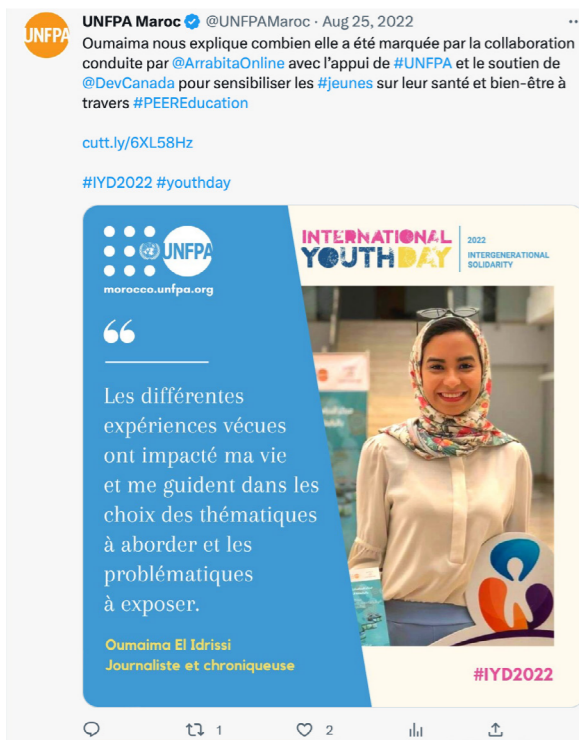 UNFPA
UNFPA Maroc @UNFPAMaroc · Aug 25, 2022
Oumaima nous explique combien elle a été marquée par la collaboration
conduite par @ArrabitaOnline avec l’appui de #UNFPA et le soutien de
@DevCanada pour sensibiliser les #jeunes sur leur santé et bien-être à
travers #PEEREducation
cutt.ly/6XL58Hz
#IYD2022 #youthday
UNFPA
morocco.unfpa.org
INTERNATIONAL
YOUTH DAY
2022
INTERGENERATIONAL
SOLIDARITY
“
Les différentes
expériences vécues
ont impacté ma vie
et me guident dans les
choix des thématiques
à aborder et les
problématiques
à exposer.
Oumaima El Idrissi
Journaliste et chroniqueuse
#IYD2022
1
2